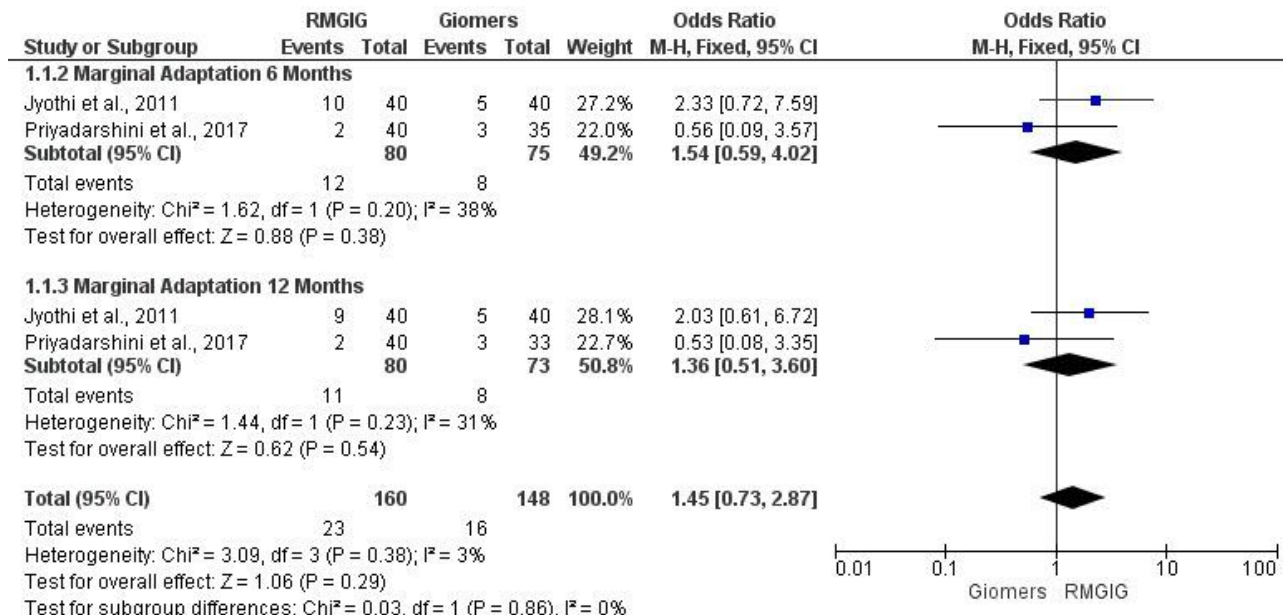 RMGIG Giomers Odds Ratio Odds Ratio
Study or Subgroup Events Total Events Total Weight M-H, Fixed, 95% CI M-H, Fixed, 95% CI
1.1.2 Marginal Adaptation 6 Months
Jyothi et al., 2011 10 40 5 40 27.2% 2.33 [0.72, 7.59]
Priyadarshini et al., 2017 2 40 3 35 22.0% 0.56 [0.09, 3.57]
Subtotal (95% CI) 80 75 49.2% 1.54 [0.59, 4.02]
Total events 12 8
Heterogeneity: Chi² = 1.62, df = 1 (P = 0.20); I² = 38%
Test for overall effect: Z = 0.88 (P = 0.38)
1.1.3 Marginal Adaptation 12 Months
Jyothi et al., 2011 9 40 5 40 28.1% 2.03 [0.61, 6.72]
Priyadarshini et al., 2017 2 40 3 33 22.7% 0.53 [0.08, 3.35]
Subtotal (95% CI) 80 73 50.8% 1.36 [0.51, 3.60]
Total events 11 8
Heterogeneity: Chi² = 1.44, df = 1 (P = 0.23); I² = 31%
Test for overall effect: Z = 0.62 (P = 0.54)
Total (95% CI) 160 148 100.0% 1.45 [0.73, 2.87]
Total events 23 16
Heterogeneity: Chi² = 3.09, df = 3 (P = 0.38); I² = 3%
Test for overall effect: Z = 1.06 (P = 0.29)
Test for subgroup differences: Chi² = 0.03, df = 1 (P = 0.86), I² = 0%
0.01 0.1 1 10 100
Giomers RMGIG